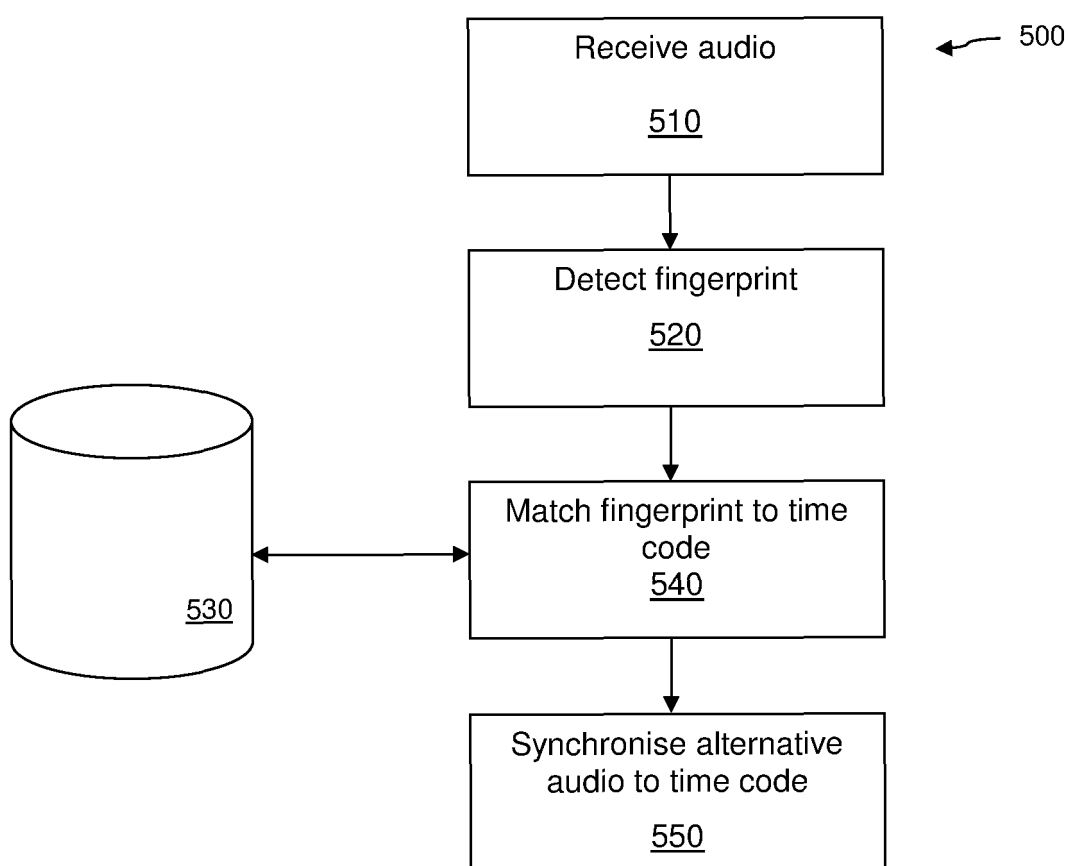 Receive audio
500
510
Detect fingerprint
520
Match fingerprint to time
code
540
530
Synchronise alternative
audio to time code
550